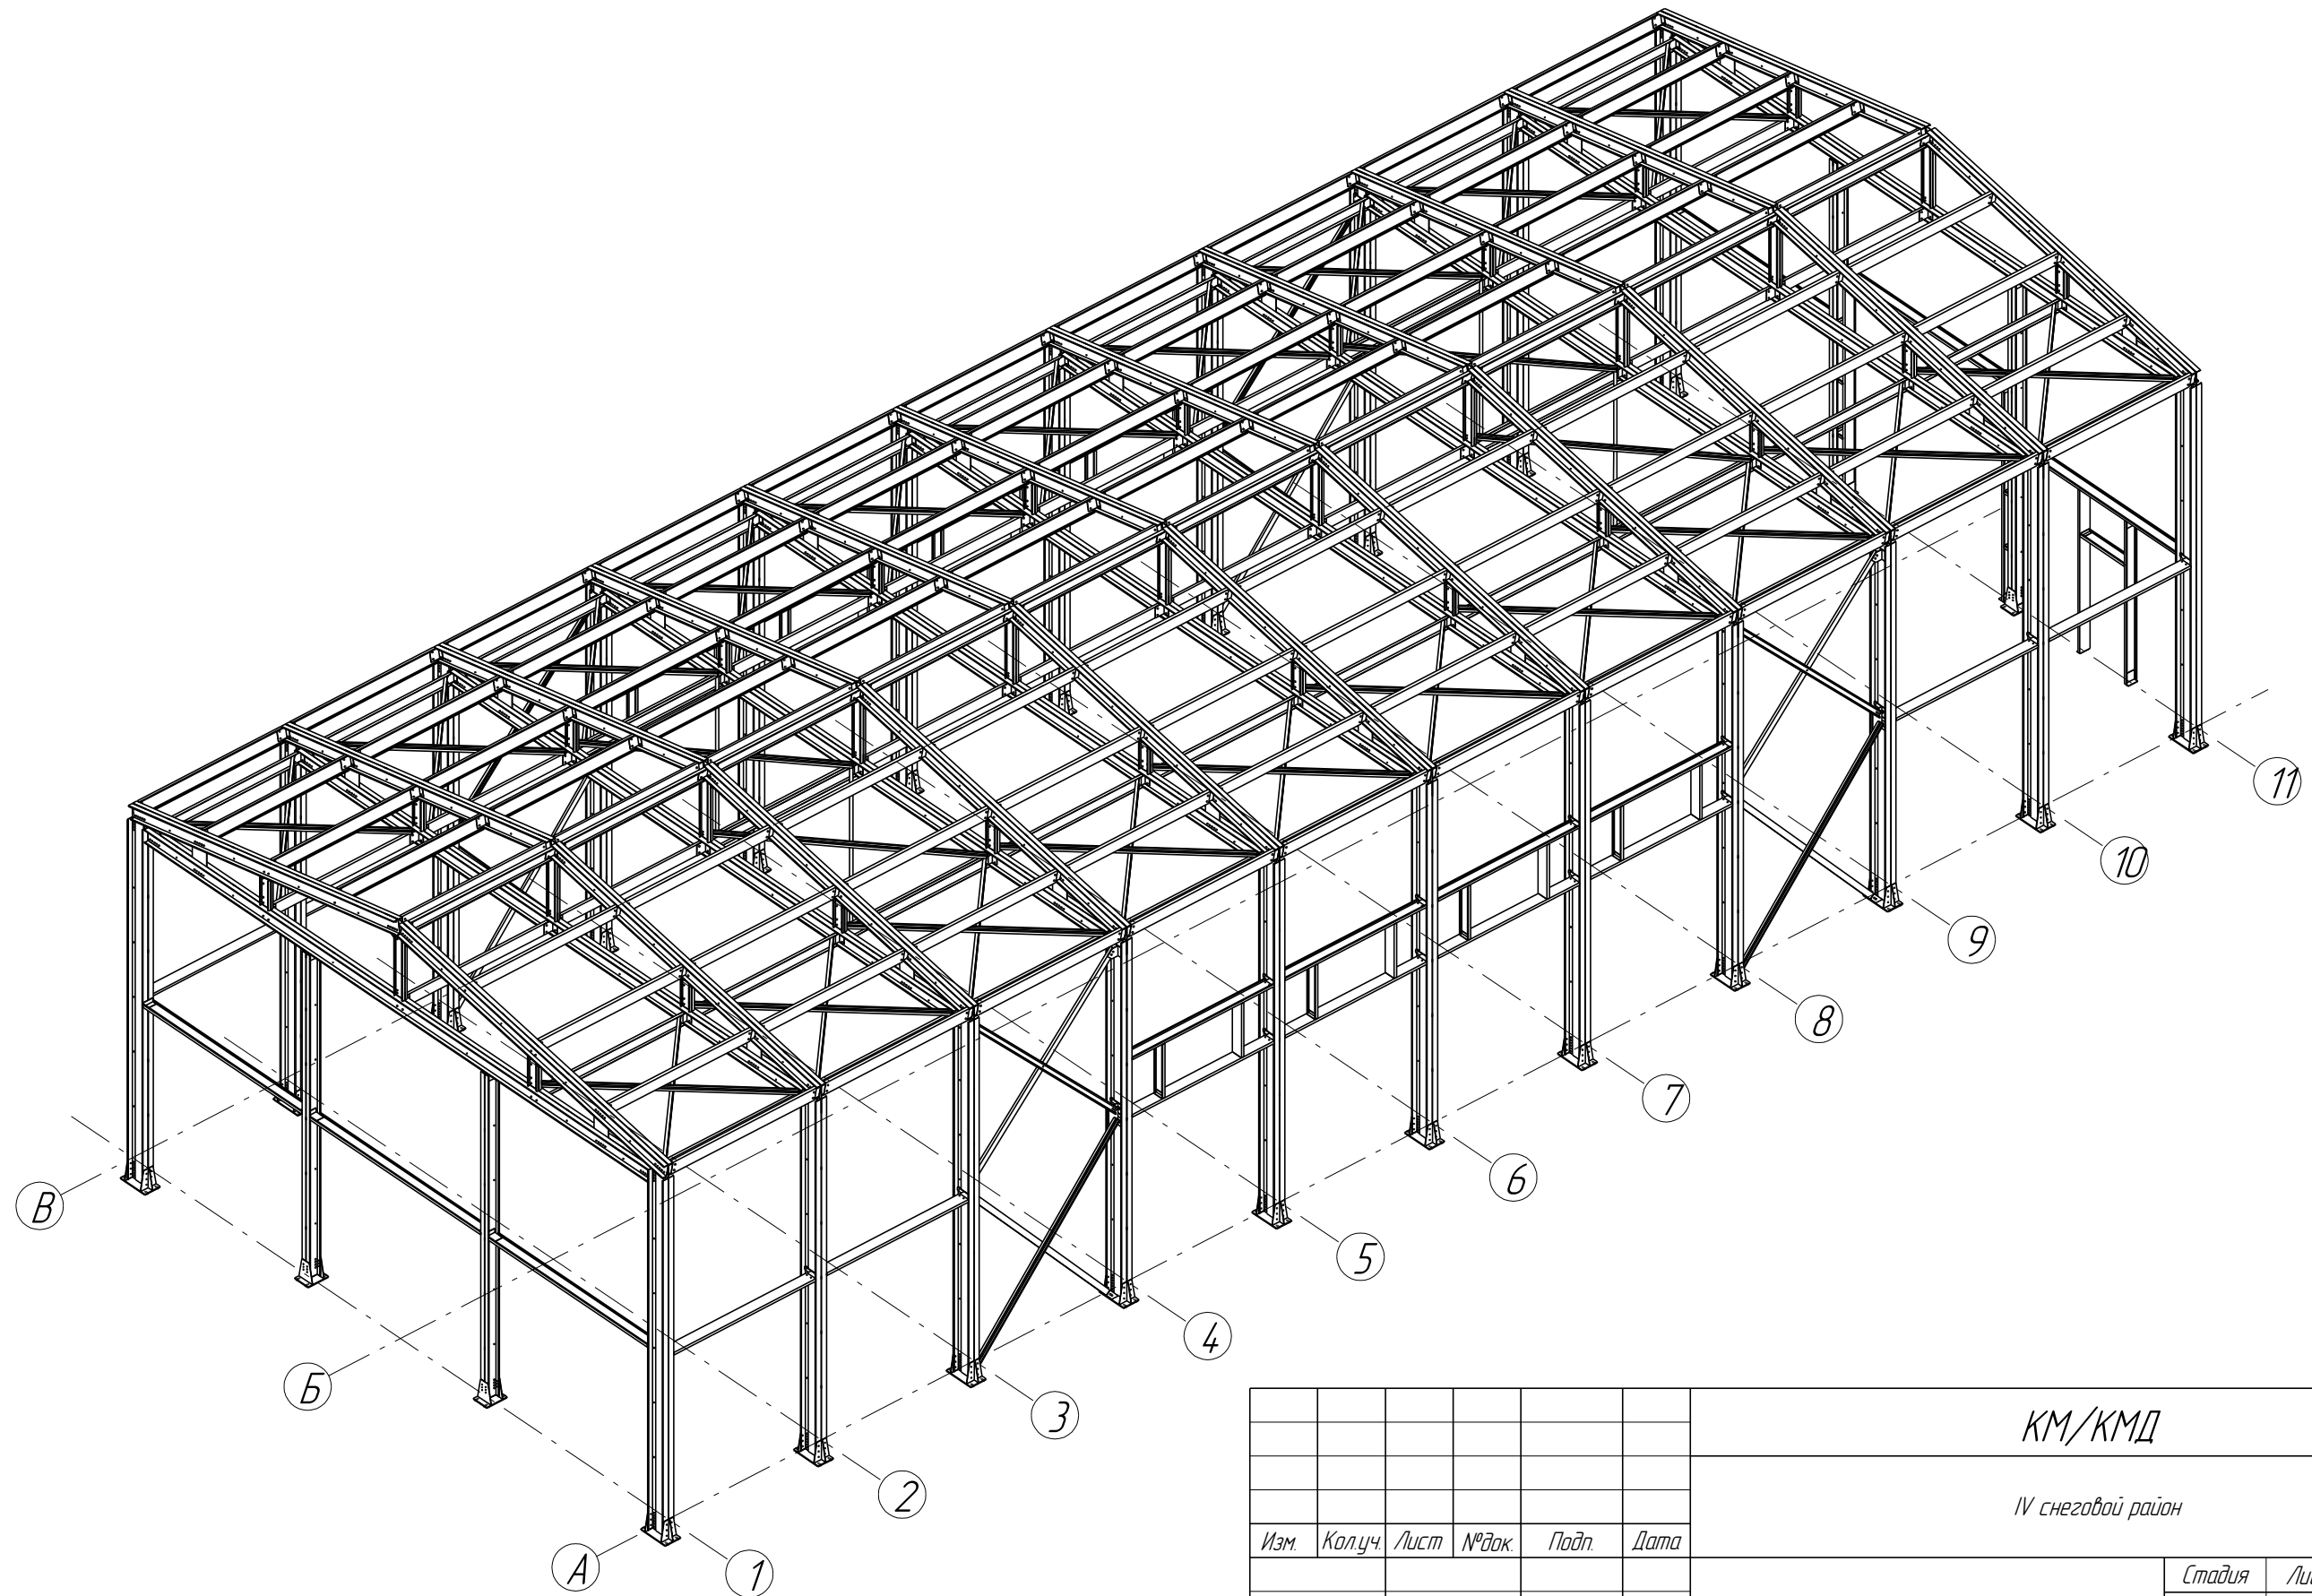 11
10
9
8
7
6
5
4
3
2
1
В
Б
А
КМ/КМД
IV снеговой район
Изм. Кол.уч. Лист №док. Подп. Дата
Стадия